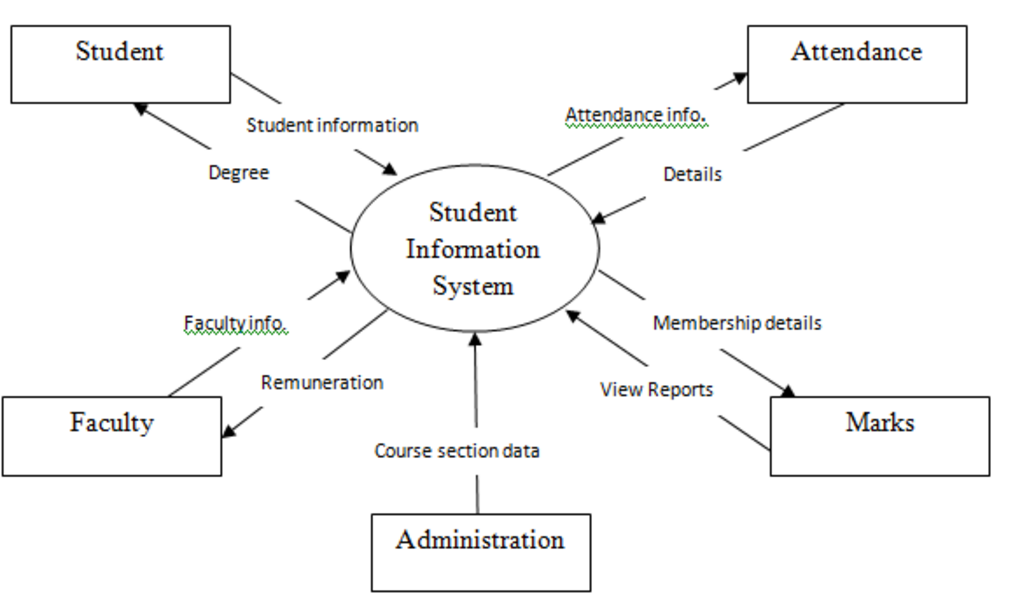 Student
Attendance
Attendance info.
Student information
Degree
Details
Student
Information
System
Faculty info.
Membership details
Remuneration
View Reports
Faculty
Marks
Course section data
Administration